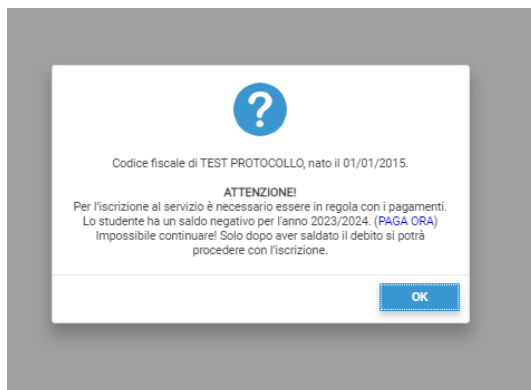 ?
Codice fiscale di TEST PROTOCOLLO, nato il 01/01/2015.
ATTENZIONE!
Per l'iscrizione al servizio è necessario essere in regola con i pagamenti.
Lo studente ha un saldo negativo per l'anno 2023/2024. (PAGA ORA)
Impossibile continuare! Solo dopo aver saldato il debito si potrà
procedere con l'iscrizione.
OK